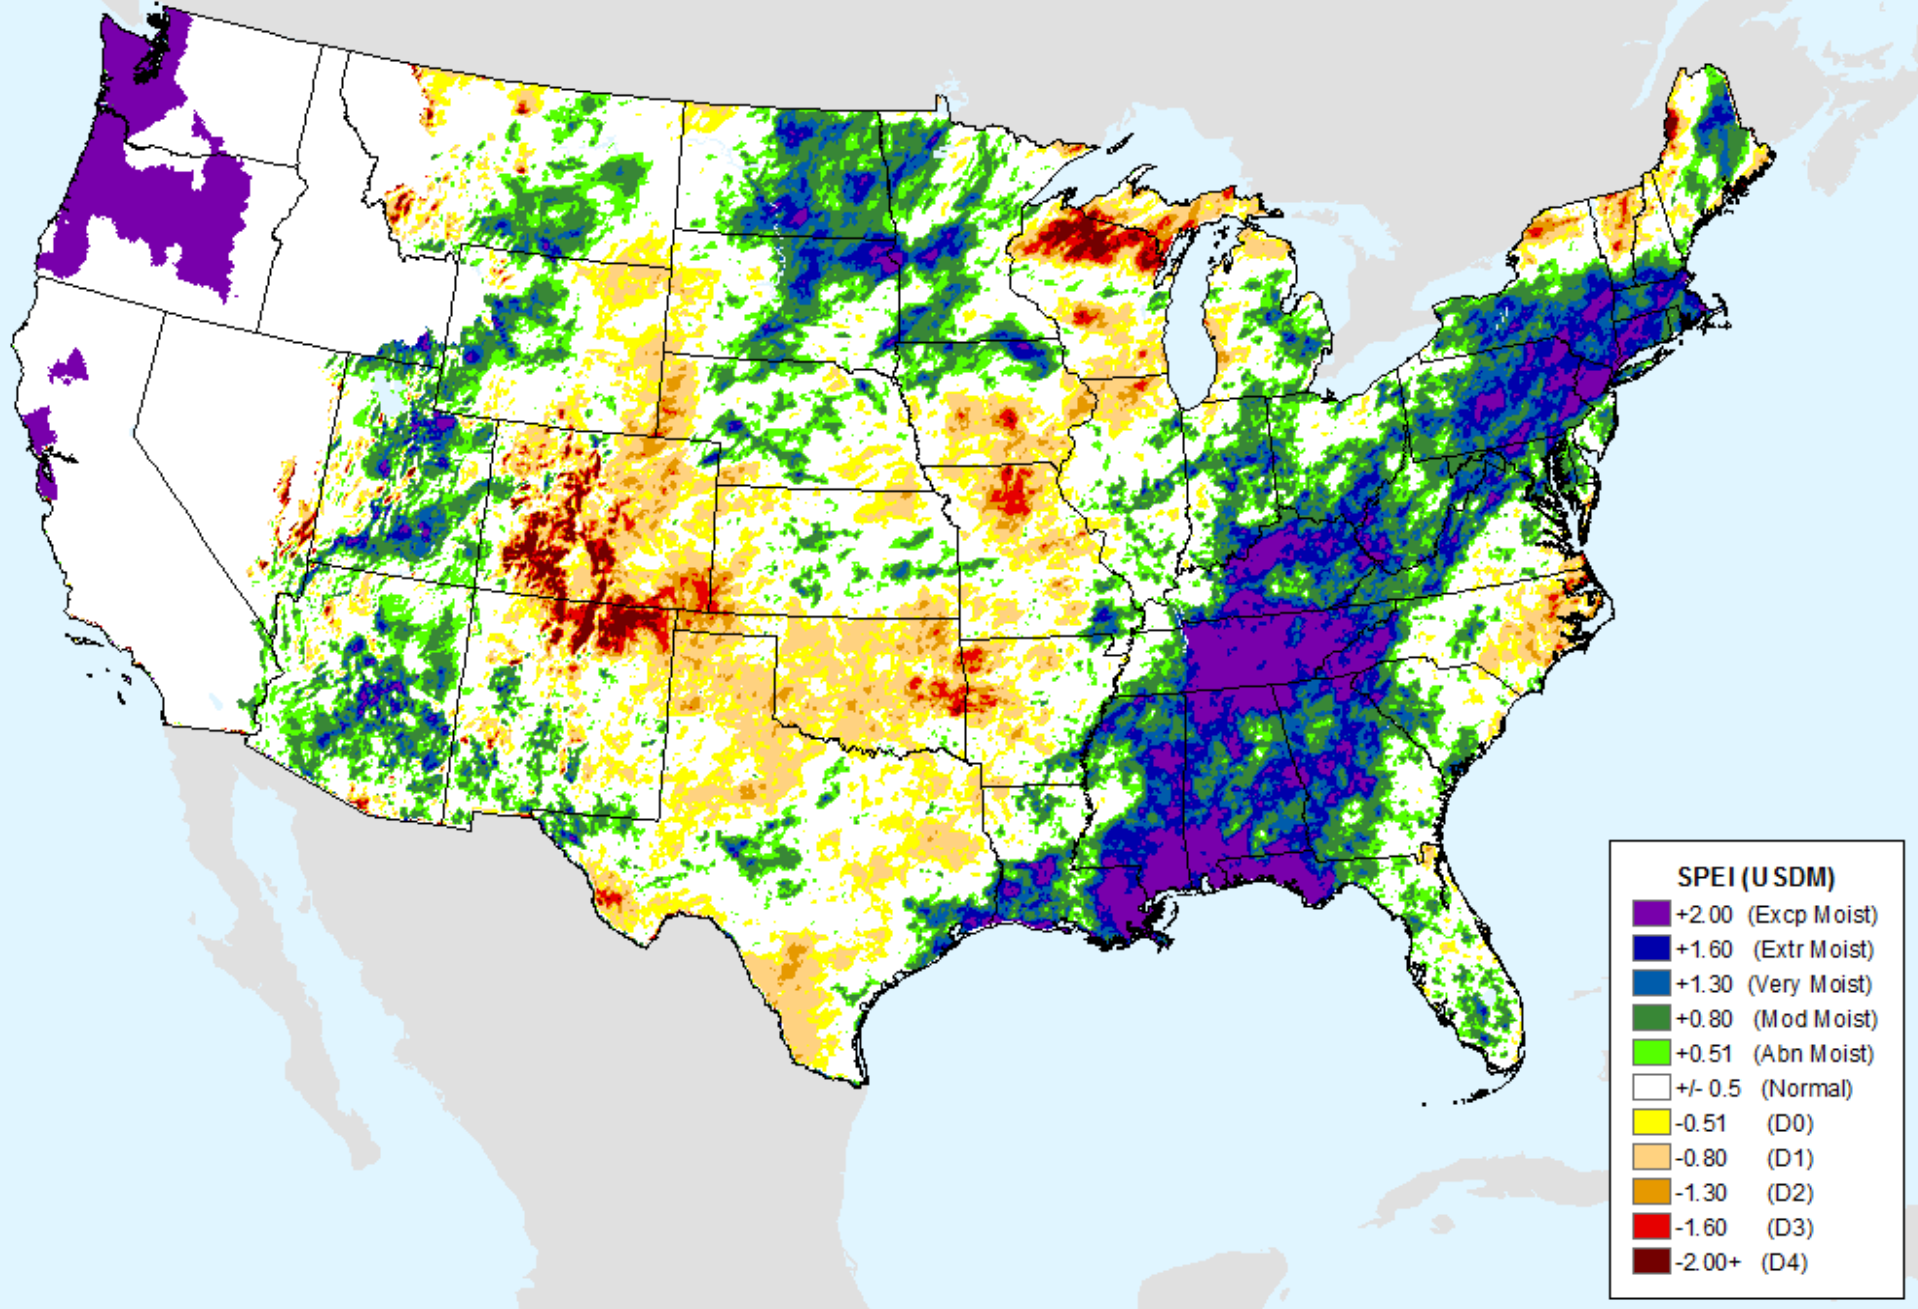 SPEI (USDM)
+2.00 (Excp Moist)
+1.60 (Extr Moist)
+1.30 (Very Moist)
+0.80 (Mod Moist)
+0.51 (Abn Moist)
+/- 0.5 (Normal)
-0.51 (D0)
-0.80 (D1)
-1.30 (D2)
-1.60 (D3)
-2.00+ (D4)